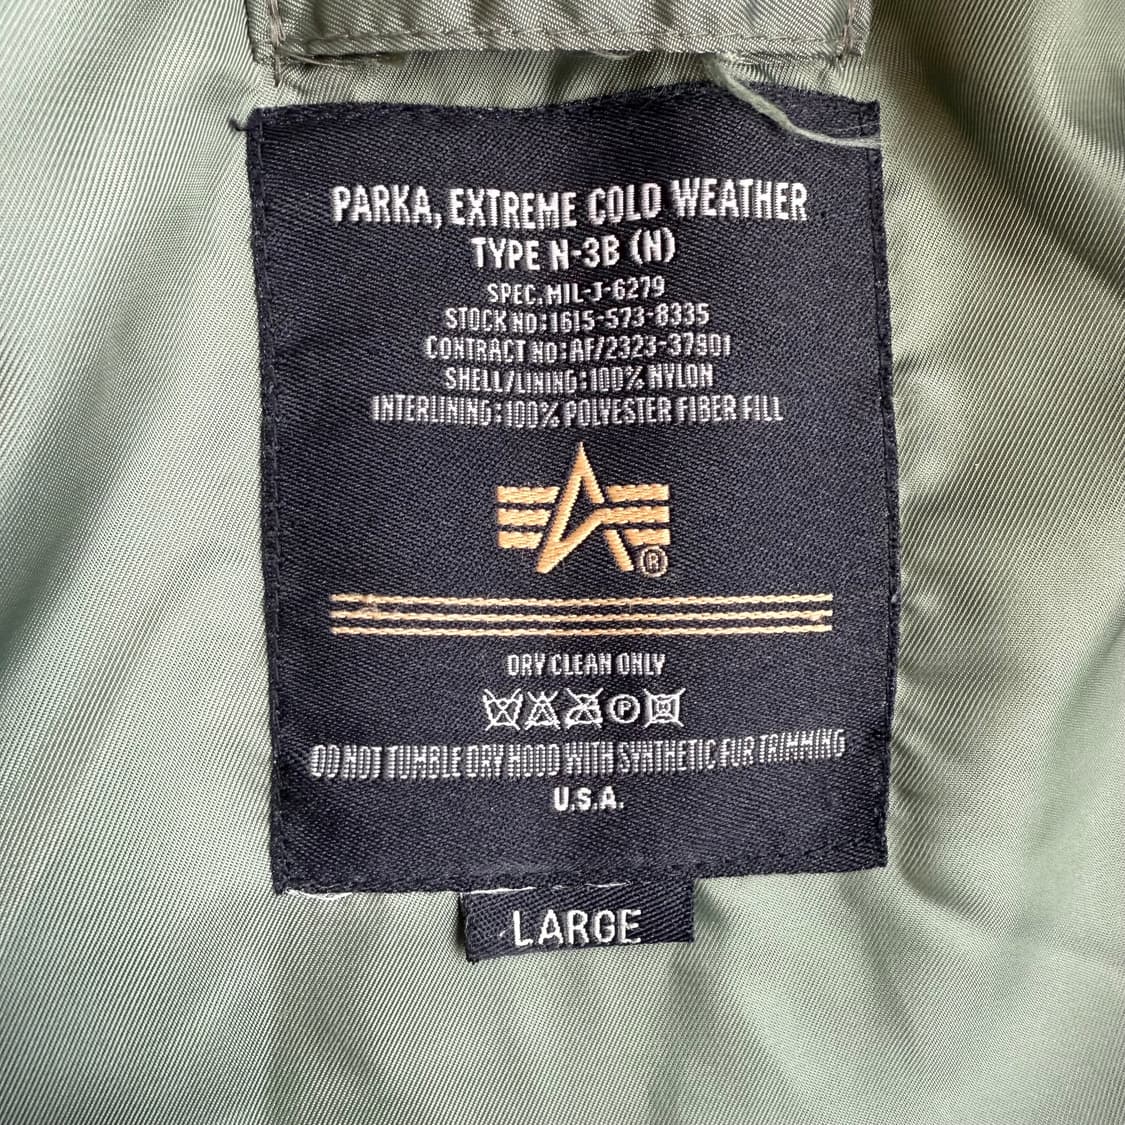 PARKA, EXTREME COLD WEATHER
TYPE N-3B (N)
SPEC.MIL-J-6279
STOCK NO:1615-573-8335
CONTRACT NO:AF/2323-37901
SHELL/LINING:100% NYLON
INTERLINING:100% POLYESTER FIBER FILL
®
DRY CLEAN ONLY
P
DO NOT TUMBLE DRY HOOD WITH SYNTHETIC FUR TRIMMING
U.S.A.
LARGE